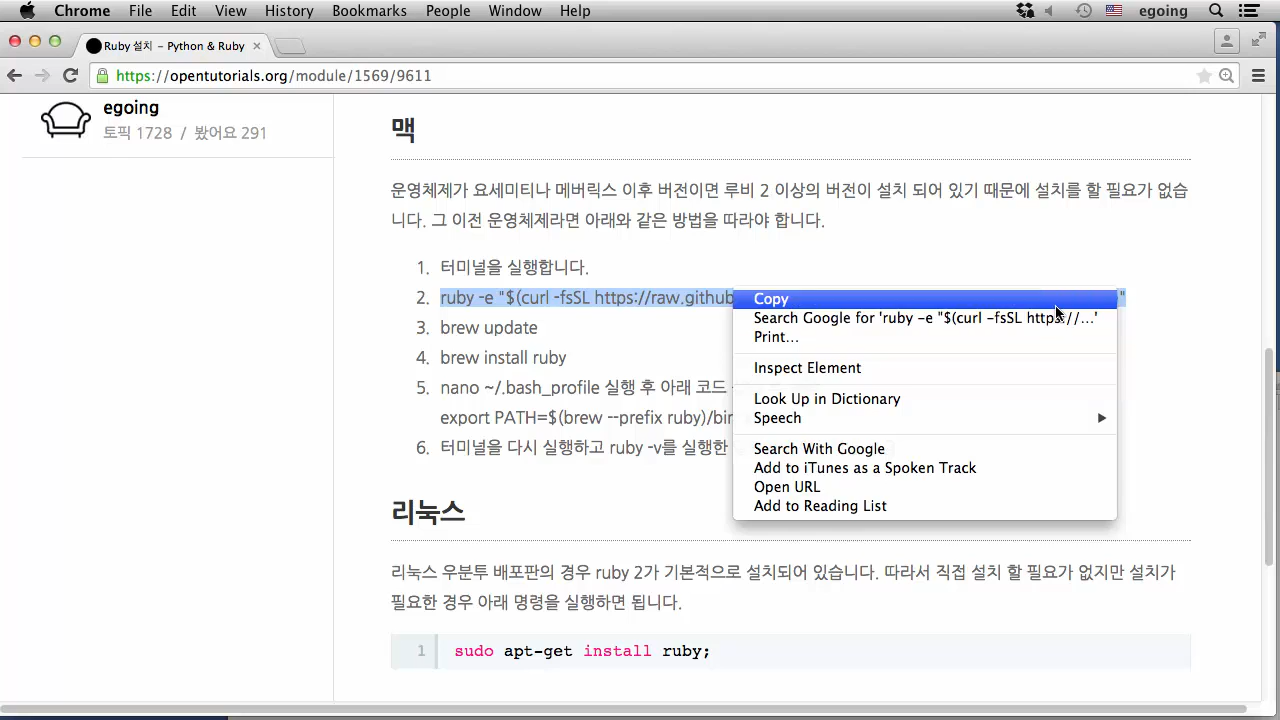 Chrome File Edit View History Bookmarks People Window Help egoing
Ruby 설치 - Python & Ruby
https://opentutorials.org/module/1569/9611
egoing
토픽 1728 / 봤어요 291
맥
운영체제가 요세미티나 메버릭스 이후 버전이면 루비 2 이상의 버전이 설치 되어 있기 때문에 설치를 할 필요가 없습
니다. 그 이전 운영체제라면 아래와 같은 방법을 따라야 합니다.
1. 터미널을 실행합니다.
2. ruby -e "$(curl -fsSL https://raw.github "
3. brew update
4. brew install ruby
5. nano ~/.bash_profile 실행 후 아래 코드
export PATH=$(brew --prefix ruby)/bin
6. 터미널을 다시 실행하고 ruby -v를 실행한
Copy
Search Google for 'ruby -e "$(curl -fsSL https://...'
Print...
Inspect Element
Look Up in Dictionary
Speech
Search With Google
Add to iTunes as a Spoken Track
Open URL
Add to Reading List
리눅스
리눅스 우분투 배포판의 경우 ruby 2가 기본적으로 설치되어 있습니다. 따라서 직접 설치 할 필요가 없지만 설치가
필요한 경우 아래 명령을 실행하면 됩니다.
1 sudo apt-get install ruby;